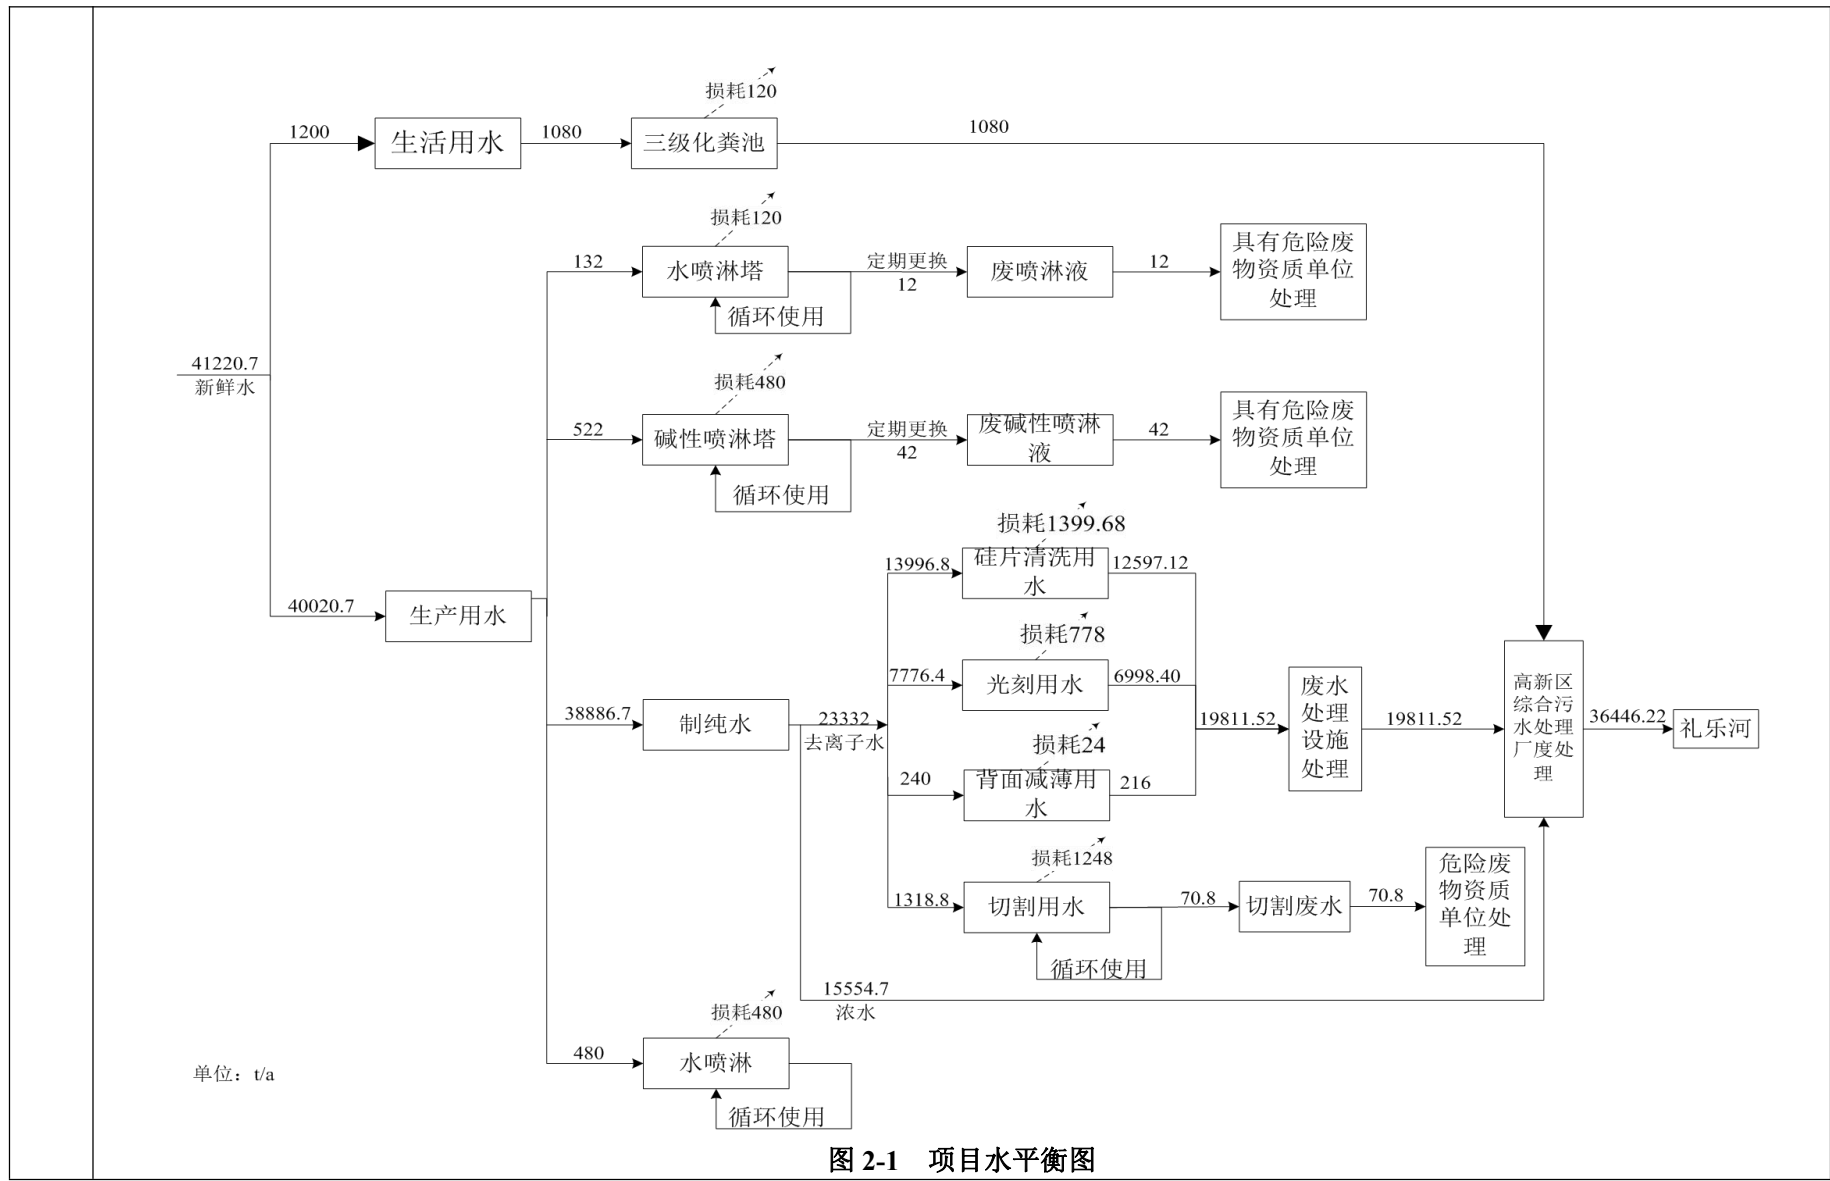 损耗120
1200
生活用水
1080
三级化粪池
1080
损耗120
132
水喷淋塔
循环使用
定期更换
12
废喷淋液
12
具有危险废
物资质单位
处理
41220.7
新鲜水
损耗480
522
碱性喷淋塔
循环使用
定期更换
42
废碱性喷淋
液
42
具有危险废
物资质单位
处理
40020.7
生产用水
损耗1399.68
13996.8
硅片清洗用
水
12597.12
损耗778
7776.4
光刻用水
6998.40
38886.7
制纯水
23332
去离子水
损耗24
240
背面减薄用
水
216
19811.52
废水
处理
设施
处理
19811.52
高新区
综合污
水处理
厂度处
理
36446.22
礼乐河
损耗1248
1318.8
切割用水
循环使用
70.8
切割废水
70.8
危险废
物资质
单位处
理
15554.7
浓水
损耗480
480
水喷淋
循环使用
单位：t/a
图 2-1 项目水平衡图